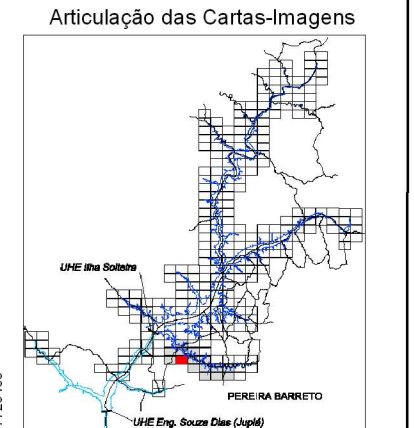 Articulação das Cartas-Imagens
UHE Ilha Solteira
PEREIRA BARRETO
UHE Eng. Souza Dias (Jupiá)